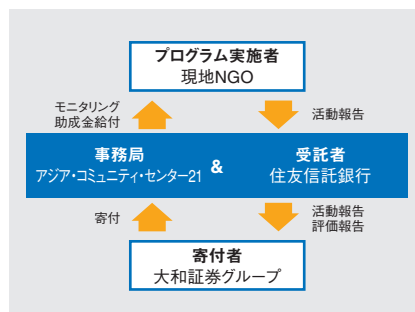 プログラム実施者
現地NGO
モニタリング
助成金給付
活動報告
事務局
アジア・コミュニティ・センター21
&
受託者
住友信託銀行
寄付
活動報告
評価報告
寄付者
大和証券グループ